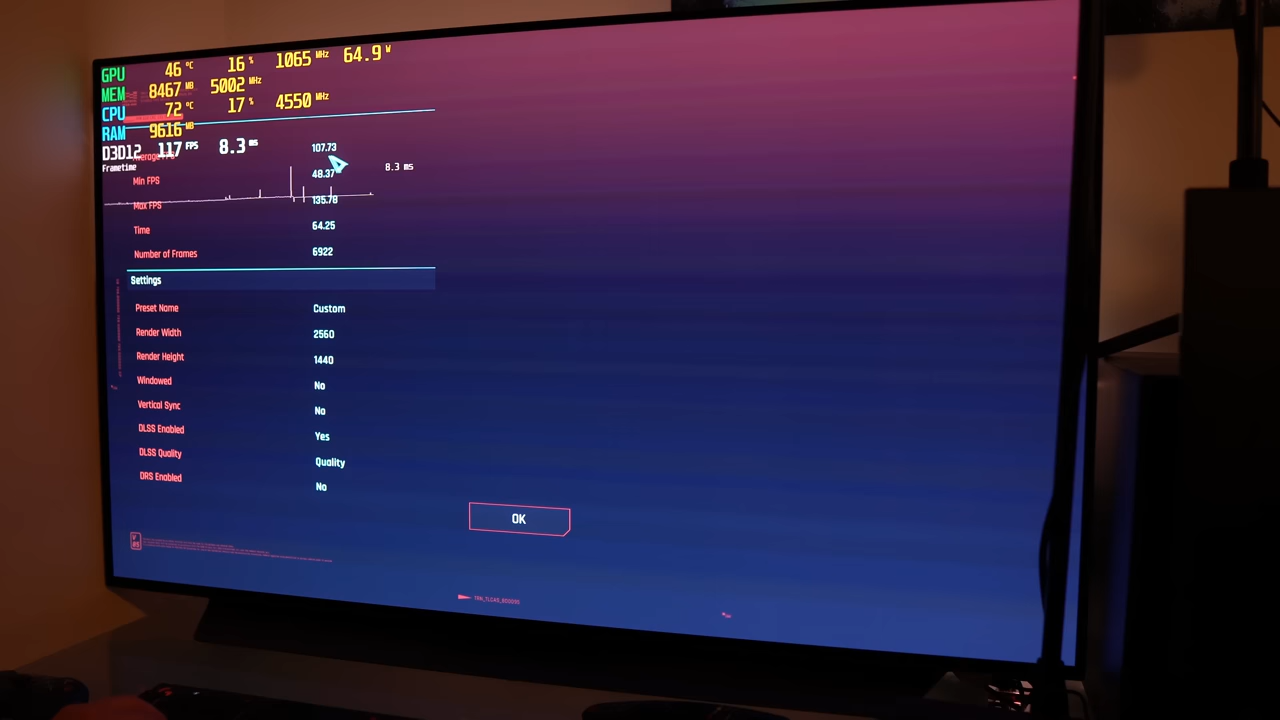 GPU 46 °C 16 % 1065 MHz 64.9 W
MEM 8467 MB 5002 MHz
CPU 72 °C 17 % 4550 MHz
RAM 9616 MB
D3D12 117 FPS 8.3 ms
Frametime 8.3 ms
Average FPS 107.73
Min FPS 48.37
Max FPS 135.78
Time 64.25
Number of Frames 6922
Settings
Preset Name Custom
Render Width 2560
Render Height 1440
Windowed No
Vertical Sync No
DLSS Enabled Yes
DLSS Quality Quality
DRS Enabled No
OK